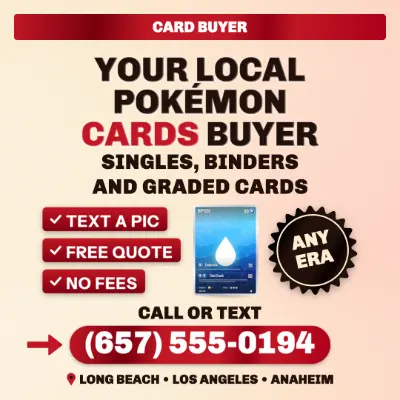 CARD BUYER
YOUR LOCAL
POKÉMON
CARDS BUYER
SINGLES, BINDERS
AND GRADED CARDS
TEXT A PIC
FREE QUOTE
NO FEES
ANY
ERA
CALL OR TEXT
(657) 555-0194
LONG BEACH • LOS ANGELES • ANAHEIM